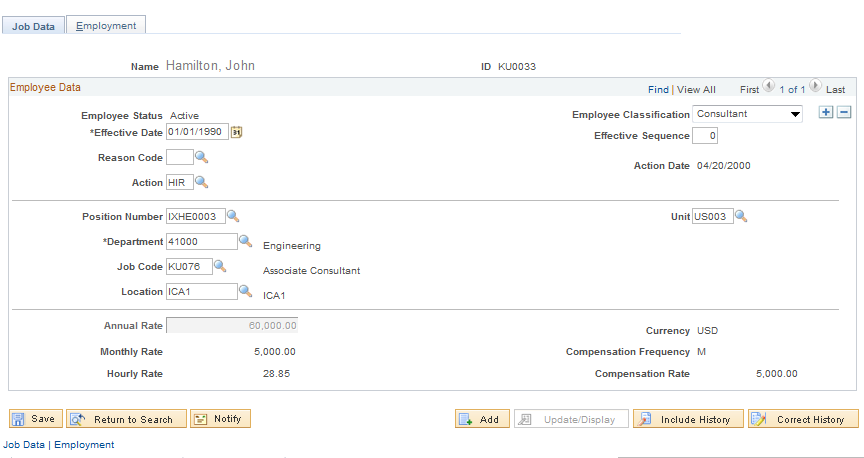 Job Data Employment
Name Hamilton, John ID KU0033
Employee Data Find | View All First 1 of 1 Last
Employee Status Active Employee Classification Consultant
*Effective Date 01/01/1990 Effective Sequence 0
Reason Code Action Date 04/20/2000
Action HIR
Position Number IXHE0003 Unit US003
*Department 41000 Engineering
Job Code KU076 Associate Consultant
Location ICA1 ICA1
Annual Rate 60,000.00 Currency USD
Monthly Rate 5,000.00 Compensation Frequency M
Hourly Rate 28.85 Compensation Rate 5,000.00
Save Return to Search Notify Add Update/Display Include History Correct History
Job Data | Employment